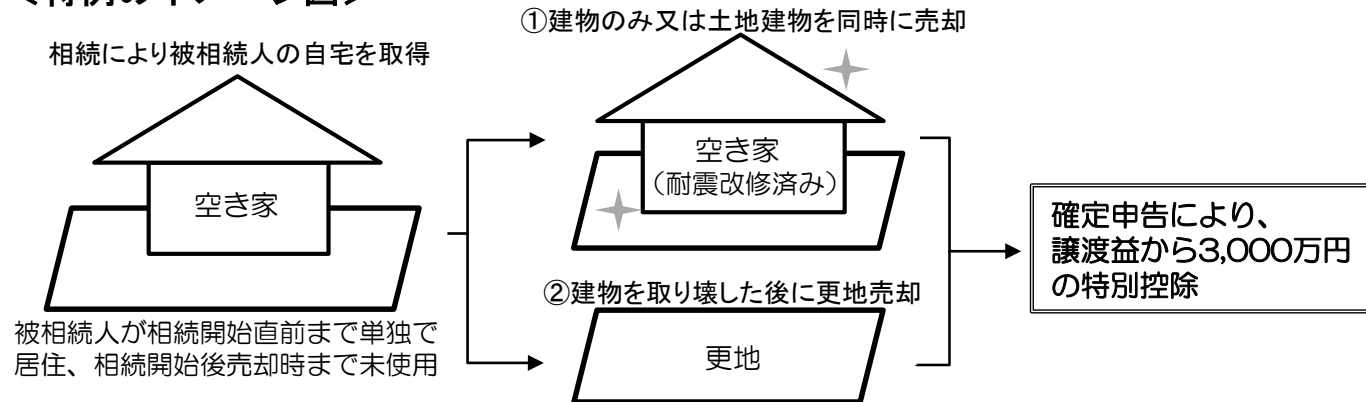 相続により被相続人の自宅を取得
空き家
被相続人が相続開始直前まで単独で
居住、相続開始後売却時まで未使用
①建物のみ又は土地建物を同時に売却
空き家
（耐震改修済み）
②建物を取り壊した後に更地売却
更地
確定申告により、
譲渡益から3,000万円
の特別控除